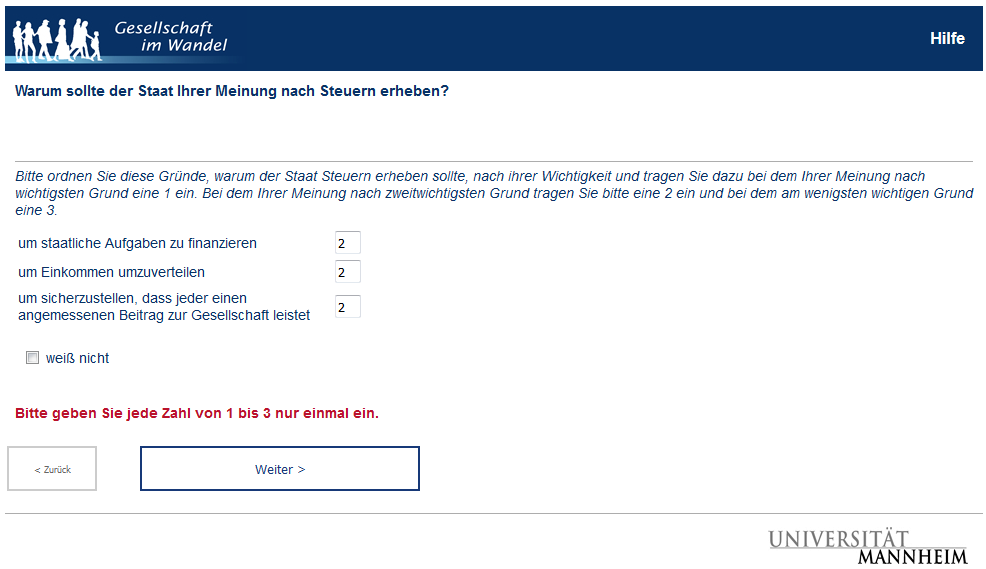 Gesellschaft
im Wandel
Hilfe
Warum sollte der Staat Ihrer Meinung nach Steuern erheben?
Bitte ordnen Sie diese Gründe, warum der Staat Steuern erheben sollte, nach ihrer Wichtigkeit und tragen Sie dazu bei dem Ihrer Meinung nach
wichtigsten Grund eine 1 ein. Bei dem Ihrer Meinung nach zweitwichtigsten Grund tragen Sie bitte eine 2 ein und bei dem am wenigsten wichtigen Grund
eine 3.
um staatliche Aufgaben zu finanzieren 2
um Einkommen umzuverteilen 2
um sicherzustellen, dass jeder einen
angemessenen Beitrag zur Gesellschaft leistet 2
weiß nicht
Bitte geben Sie jede Zahl von 1 bis 3 nur einmal ein.
< Zurück
Weiter >
UNIVERSITÄT
MANNHEIM